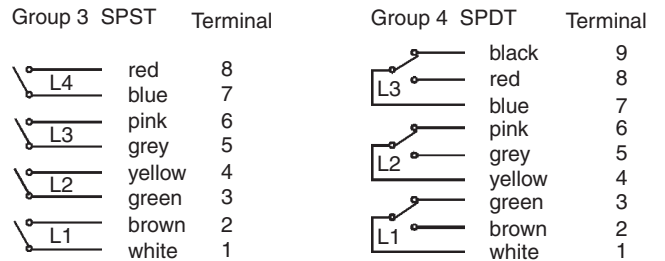 Group 3 SPST Terminal
red 8
L4
blue 7
pink 6
L3
grey 5
yellow 4
L2
green 3
brown 2
L1
white 1
Group 4 SPDT Terminal
black 9
red 8
L3
blue 7
pink 6
grey 5
L2
yellow 4
green 3
brown 2
L1
white 1